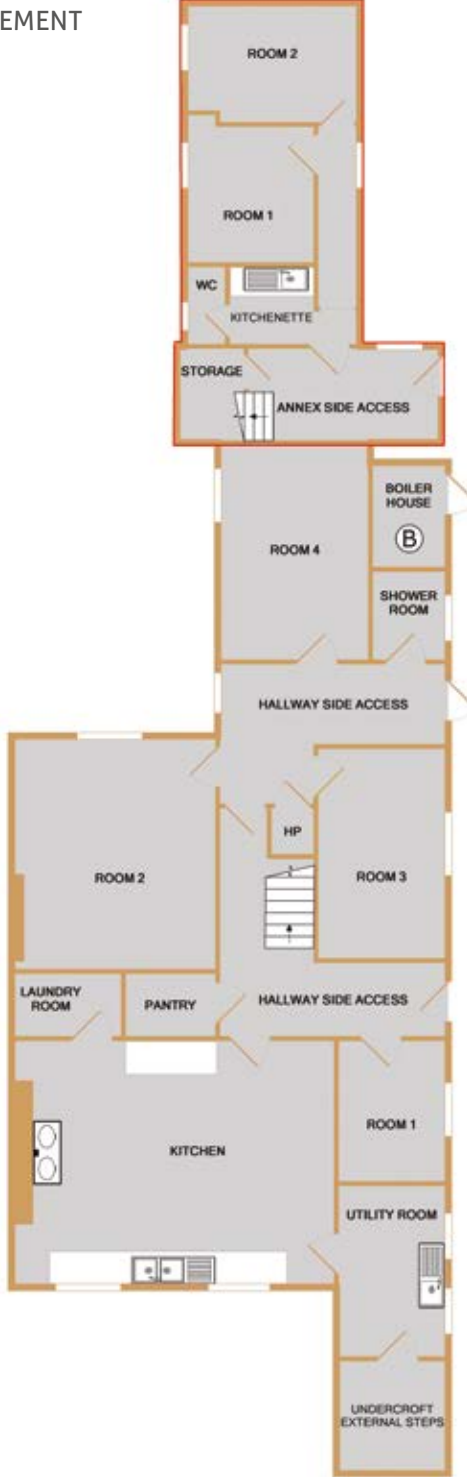 EMENT
ROOM 2
ROOM 1
WC
KITCHENETTE
STORAGE
ANNEX SIDE ACCESS
BOILER
HOUSE
B
ROOM 4
SHOWER
ROOM
HALLWAY SIDE ACCESS
HP
ROOM 2
ROOM 3
LAUNDRY
ROOM
PANTRY
HALLWAY SIDE ACCESS
ROOM 1
KITCHEN
UTILITY ROOM
UNDERCROFT
EXTERNAL STEPS